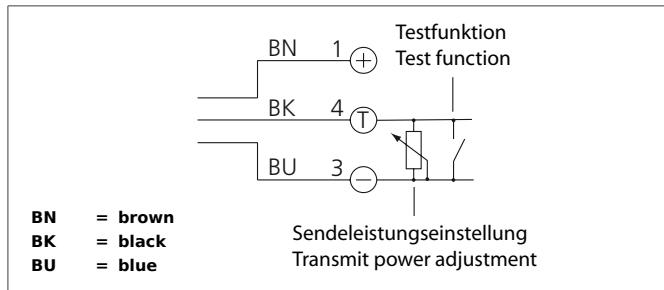 Testfunktion
Test function
BN 1 +
BK 4 T
BU 3 −
BN = brown
BK = black
BU = blue
Sendeleistungseinstellung
Transmit power adjustment